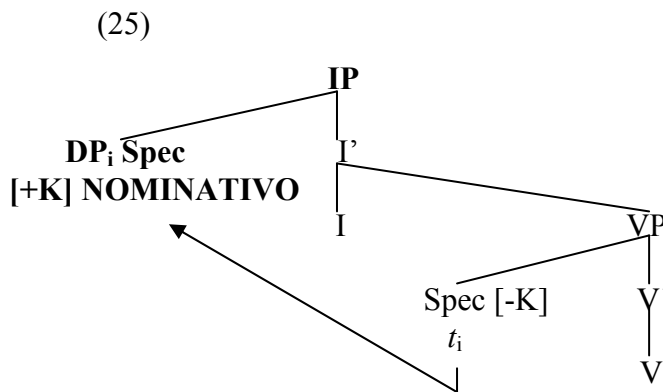 (25)
IP
DPi Spec
I’
[+K] NOMINATIVO
I
VP
Spec [-K]
V
ti
V